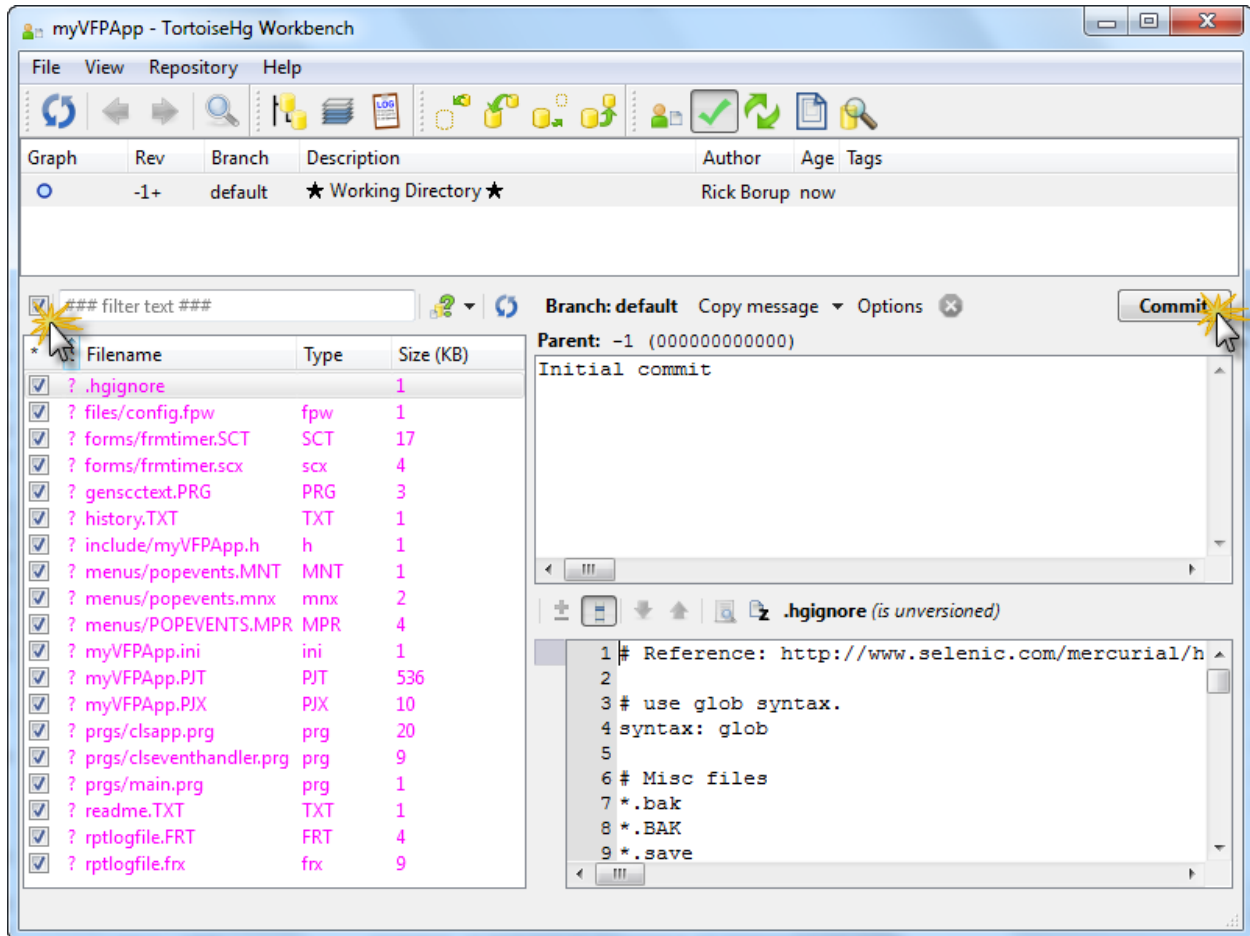 myVFPApp - TortoiseHg Workbench
File View Repository Help
LOG
Graph Rev Branch Description Author Age Tags
-1+ default ★ Working Directory ★ Rick Borup now
### filter text ###
Branch: default Copy message Options Commit
Parent: -1 (000000000000)
Initial commit
* Filename Type Size (KB)
? .hgignore 1
? files/config.fpw fpw 1
? forms/frmtimer.SCT SCT 17
? forms/frmtimer.scx scx 4
? genscctext.PRG PRG 3
? history.TXT TXT 1
? include/myVFPApp.h h 1
? menus/popevents.MNT MNT 1
? menus/popevents.mnx mnx 2
? menus/POPEVENTS.MPR MPR 4
? myVFPApp.ini ini 1
? myVFPApp.PJT PJT 536
? myVFPApp.PJX PJX 10
? prgs/clsapp.prg prg 20
? prgs/clseventhandler.prg prg 9
? prgs/main.prg prg 1
? readme.TXT TXT 1
? rptlogfile.FRT FRT 4
? rptlogfile.frx frx 9
.hgignore (is unversioned)
1 # Reference: http://www.selenic.com/mercurial/h
2
3 # use glob syntax.
4 syntax: glob
5
6 # Misc files
7 *.bak
8 *.BAK
9 *.save